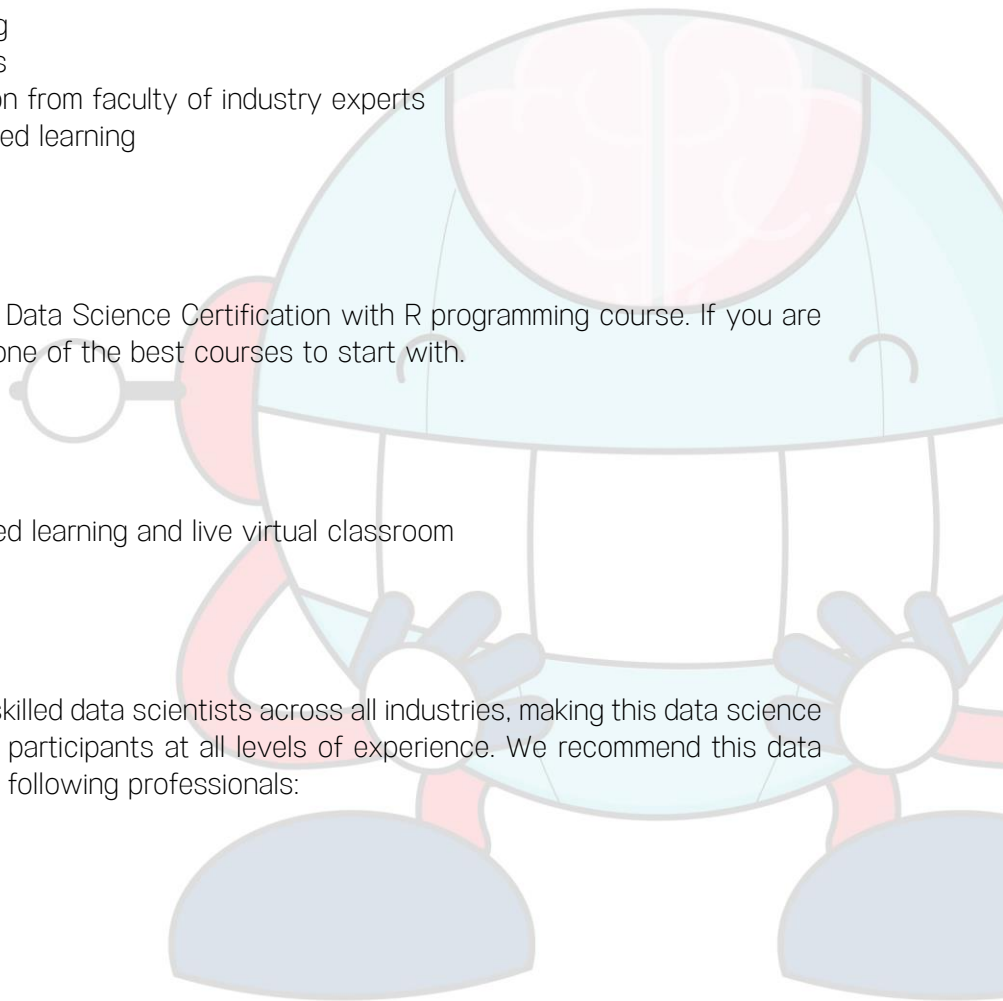 g
s
on from faculty of industry experts
ed learning
Data Science Certification with R programming course. If you are
one of the best courses to start with.
ed learning and live virtual classroom
skilled data scientists across all industries, making this data science
participants at all levels of experience. We recommend this data
following professionals: